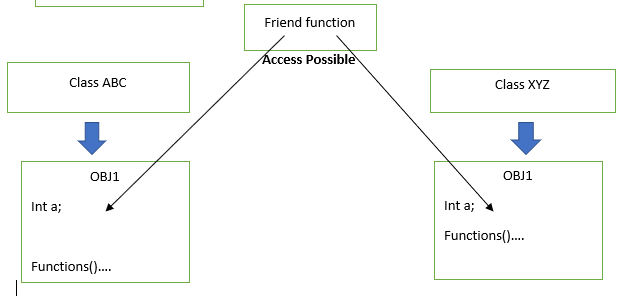 Friend function
Access Possible
Class ABC
Class XYZ
OBJ1
Int a;
Functions()....
OBJ1
Int a;
Functions()....